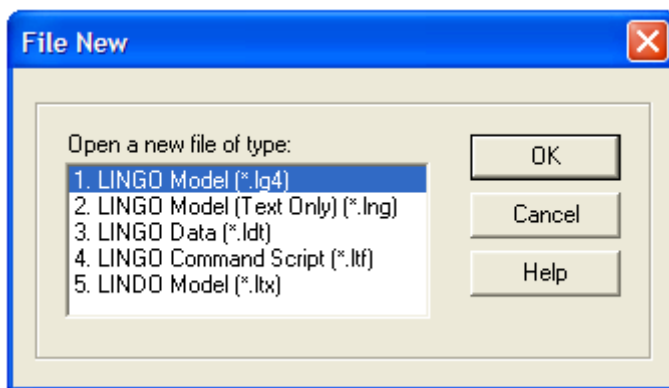 File New
Open a new file of type:
1. LINGO Model (*.lg4)
2. LINGO Model (Text Only) (*.lng)
3. LINGO Data (*.ldt)
4. LINGO Command Script (*.ltf)
5. LINDO Model (*.ltx)
OK
Cancel
Help